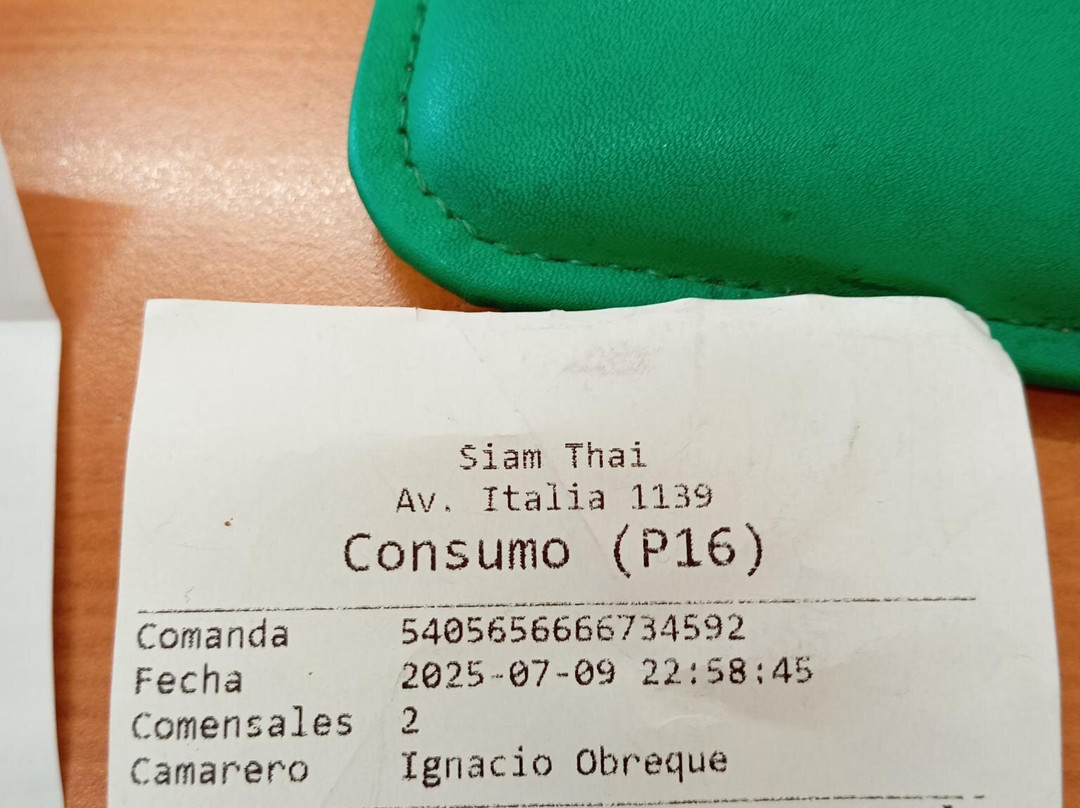 Siam Thai
Av. Italia 1139
Consumo (P16)
Comanda 5405656666734592
Fecha 2025-07-09 22:58:45
Comensales 2
Camarero Ignacio Obreque